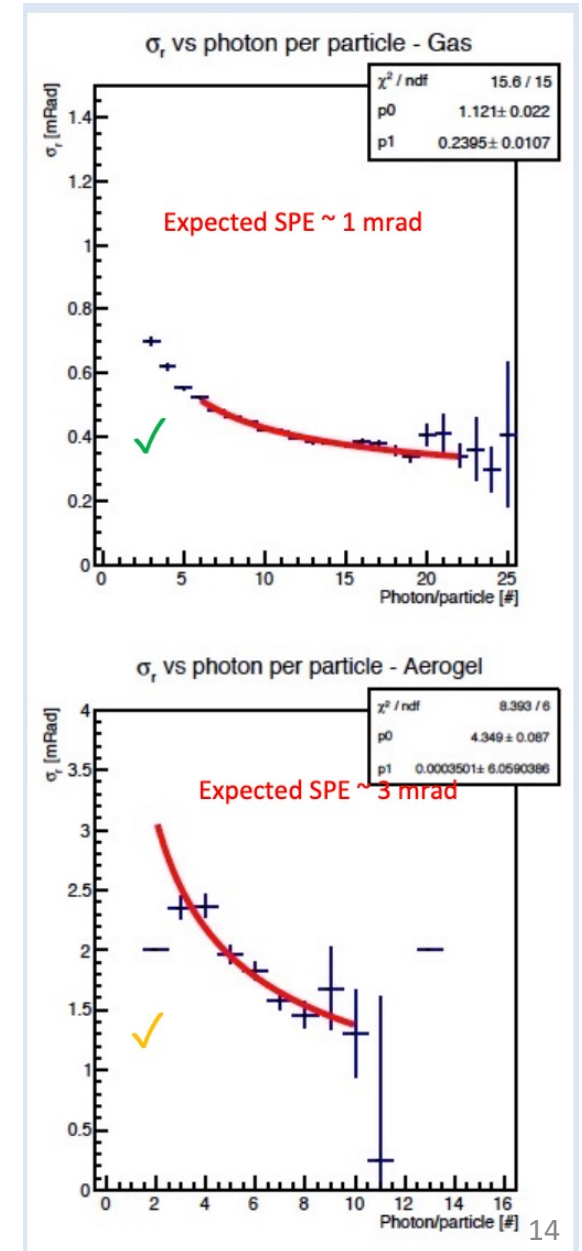 σr vs photon per particle - Gas
χ² / ndf 15.6 / 15
p0 1.121± 0.022
p1 0.2395± 0.0107
σr [mRad]
1.4
1.2
1
0.8
0.6
0.4
0.2
0
Expected SPE ~ 1 mrad
✓
0 5 10 15 20 25
Photon/particle [#]
σr vs photon per particle - Aerogel
χ² / ndf 8.393 / 6
p0 4.349 ± 0.087
p1 0.0003501± 6.0590386
σr [mRad]
4
3.5
3
2.5
2
1.5
1
0.5
0
Expected SPE ~ 3 mrad
✓
0 2 4 6 8 10 12 14 16
Photon/particle [#]
14